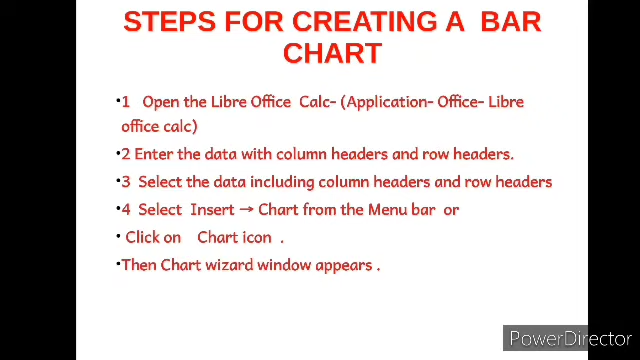 STEPS FOR CREATING A BAR
CHART
•1 Open the Libre Office Calc- (Application- Office- Libre
office calc)
•2 Enter the data with column headers and row headers.
•3 Select the data including column headers and row headers
•4 Select Insert → Chart from the Menu bar or
• Click on Chart icon .
•Then Chart wizard window appears .
PowerDirector